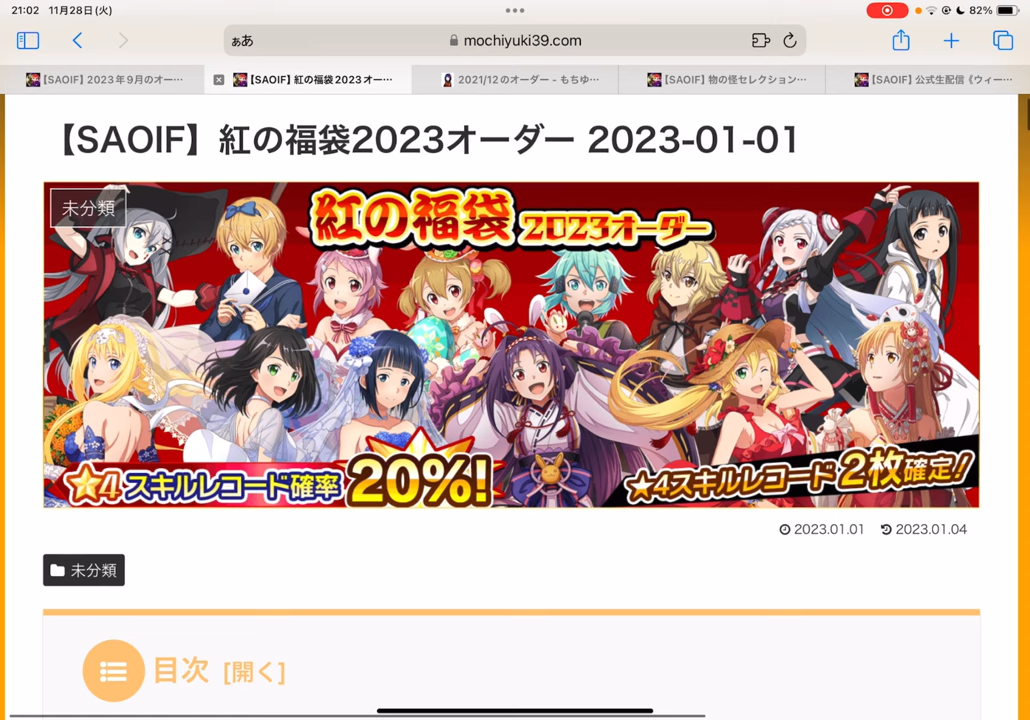 21:02 11月28日(火)
82%
ぁあ
mochiyuki39.com
【SAOIF】2023年9月のオー…
【SAOIF】紅の福袋2023オー…
2021/12のオーダー - もちゆ…
【SAOIF】物の怪セレクション…
【SAOIF】公式生配信《ウィー…
【SAOIF】紅の福袋2023オーダー 2023-01-01
未分類
紅の福袋 2023オーダー
★4スキルレコード確率20%!
★4スキルレコード2枚確定!
2023.01.01 2023.01.04
未分類
目次 [開く]